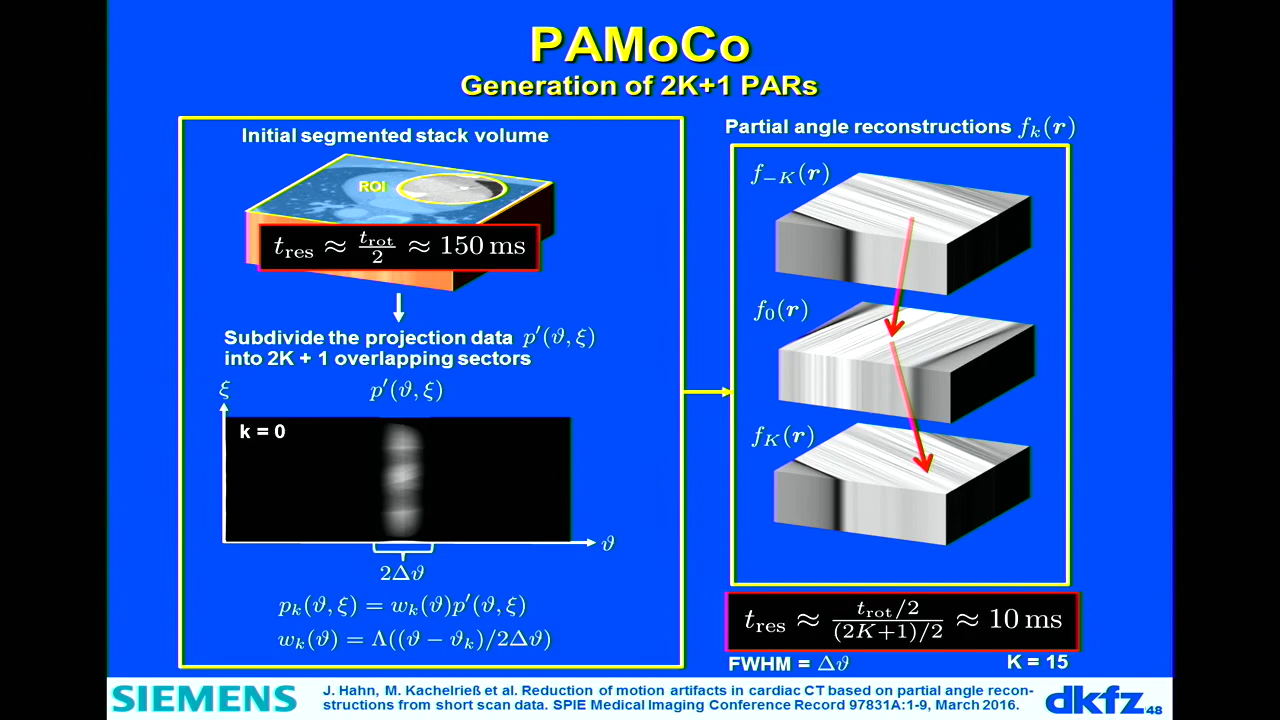 PAMoCo
Generation of 2K+1 PARs
Initial segmented stack volume
ROI
t_res ≈ t_rot/2 ≈ 150 ms
Subdivide the projection data p′(ϑ, ξ)
into 2K + 1 overlapping sectors
ξ
p′(ϑ, ξ)
k = 0
ϑ
2Δϑ
p_k(ϑ, ξ) = w_k(ϑ)p′(ϑ, ξ)
w_k(ϑ) = Λ((ϑ − ϑ_k)/2Δϑ)
Partial angle reconstructions f_k(r)
f_−K(r)
f_0(r)
f_K(r)
t_res ≈ (t_rot/2)/((2K+1)/2) ≈ 10 ms
FWHM = Δϑ
K = 15
SIEMENS
J. Hahn, M. Kachelrieß et al. Reduction of motion artifacts in cardiac CT based on partial angle recon-
structions from short scan data. SPIE Medical Imaging Conference Record 97831A:1-9, March 2016.
dkfz.
48